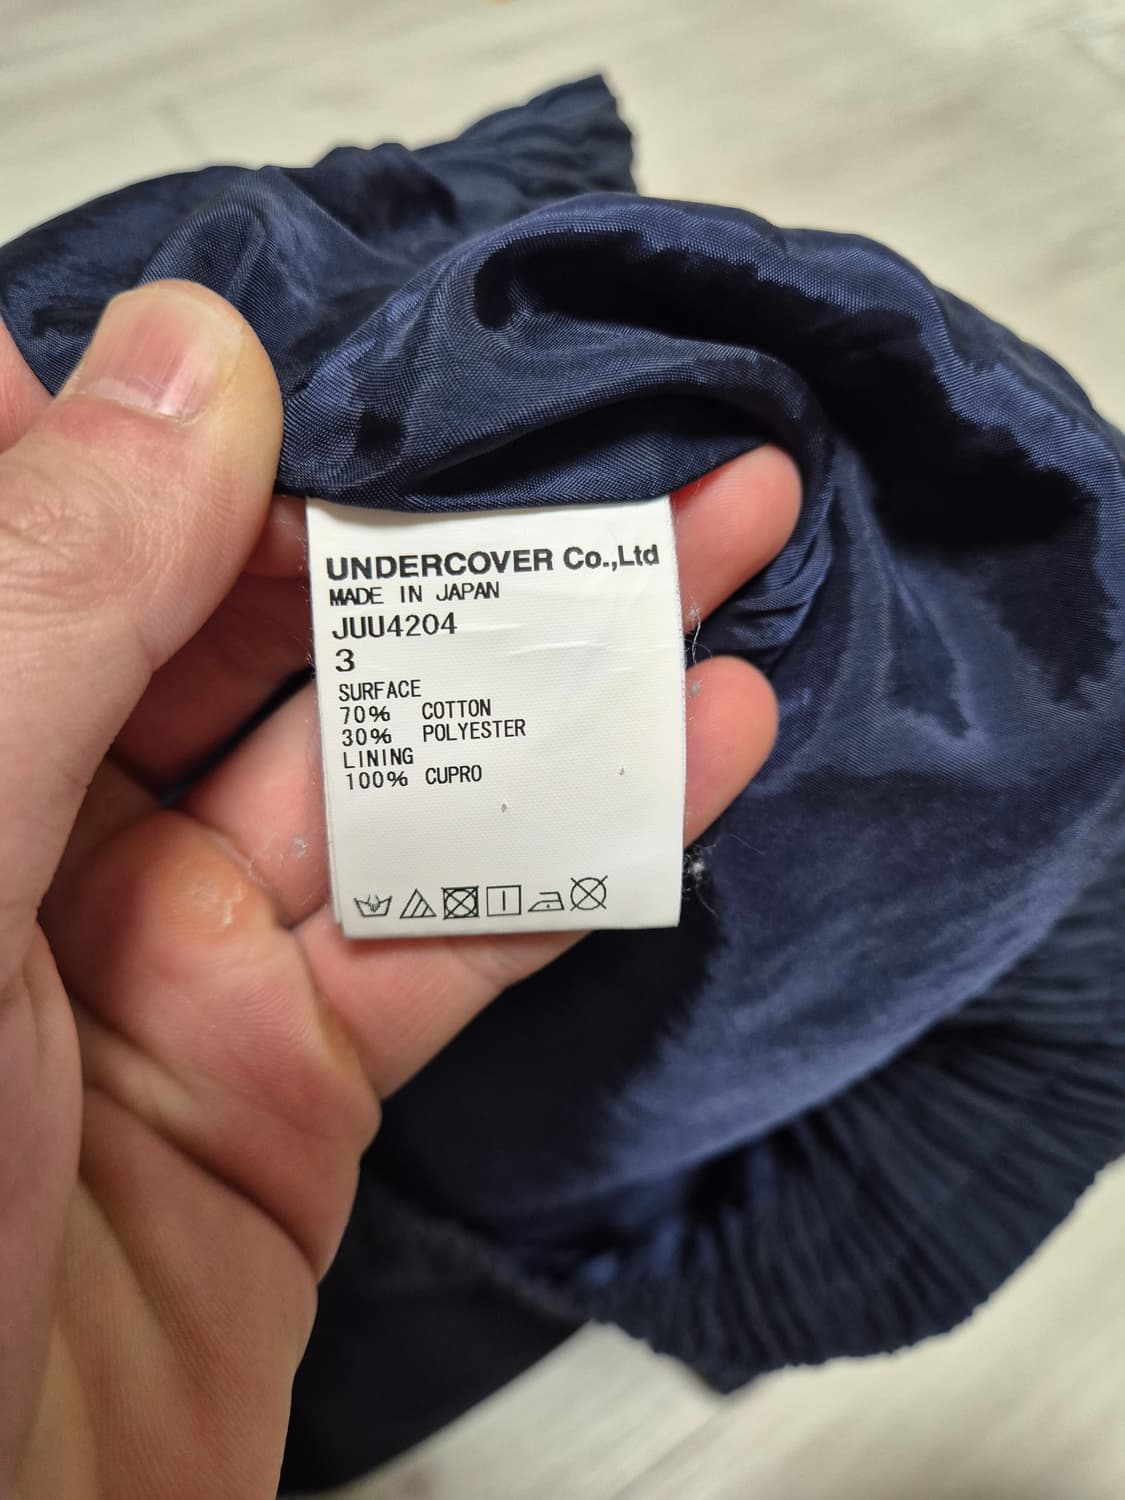 UNDERCOVER Co.,Ltd
MADE IN JAPAN
JUU4204
3
SURFACE
70% COTTON
30% POLYESTER
LINING
100% CUPRO